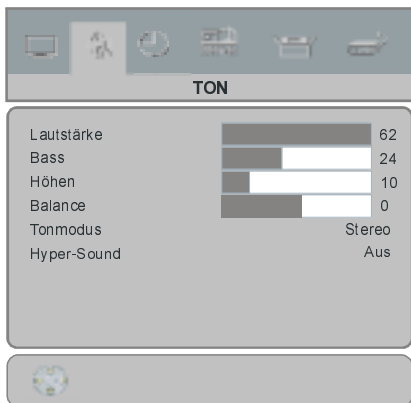 TON
Lautstärke 62
Bass 24
Höhen 10
Balance 0
Tonmodus Stereo
Hyper-Sound Aus